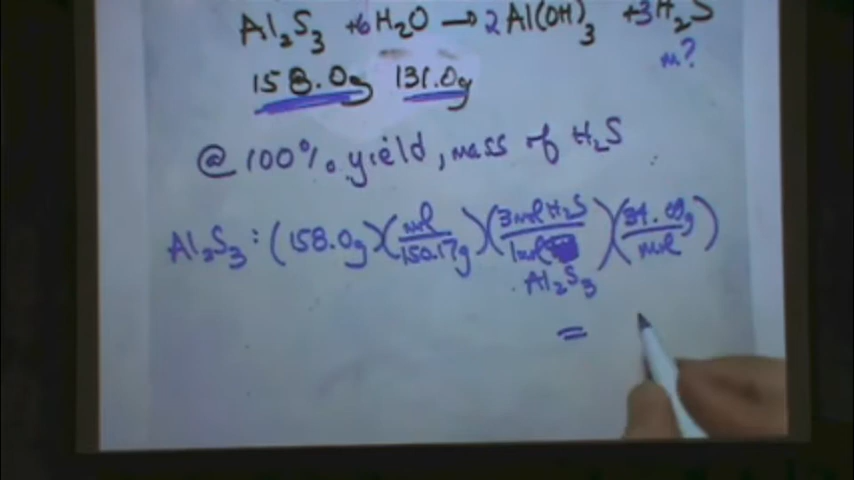 Al₂S₃ +6H₂O → 2Al(OH)₃ +3H₂S
158.0g 131.0g m?
@ 100% yield, mass of H₂S
Al₂S₃: (158.0g)(mol/150.17g)(3mol H₂S/1mol Al₂S₃)(34.09g/mol)
=